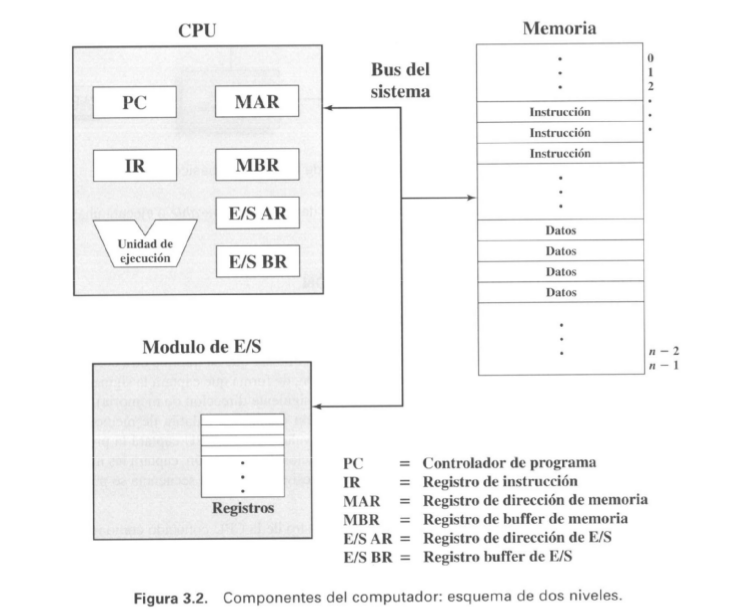 CPU
PC
MAR
IR
MBR
Unidad de
ejecución
E/S AR
E/S BR
Bus del
sistema
Memoria
0
1
2
Instrucción
Instrucción
Instrucción
Datos
Datos
Datos
Datos
n – 2
n – 1
Modulo de E/S
Registros
PC = Controlador de programa
IR = Registro de instrucción
MAR = Registro de dirección de memoria
MBR = Registro de buffer de memoria
E/S AR = Registro de dirección de E/S
E/S BR = Registro buffer de E/S
Figura 3.2. Componentes del computador: esquema de dos niveles.